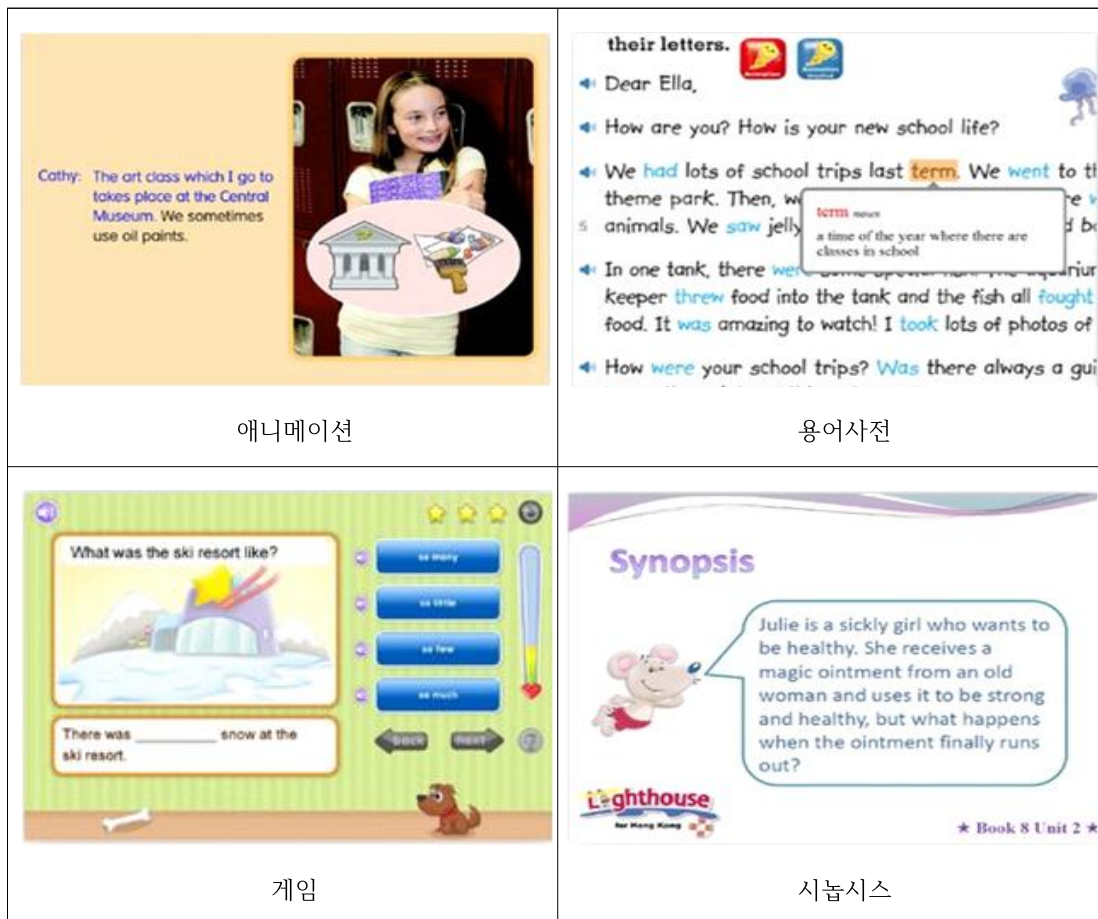 Cathy: The art class which I go to
takes place at the Central
Museum. We sometimes
use oil paints.
애니메이션
their letters.
Dear Ella,
How are you? How is your new school life?
We had lots of school trips last term. We went to th
theme park. Then, we re w
term noun
a time of the year where there are
classes in school
5 animals. We saw jelly d be
In one tank, there were some special fish. The aquarium
keeper threw food into the tank and the fish all fought
food. It was amazing to watch! I took lots of photos of
How were your school trips? Was there always a gui
용어사전
What was the ski resort like?
so many
so little
so few
so much
There was ________ snow at the
ski resort.
back next
게임
Synopsis
Julie is a sickly girl who wants to
be healthy. She receives a
magic ointment from an old
woman and uses it to be strong
and healthy, but what happens
when the ointment finally runs
out?
Lighthouse
for Hong Kong
★ Book 8 Unit 2 ★
시놉시스